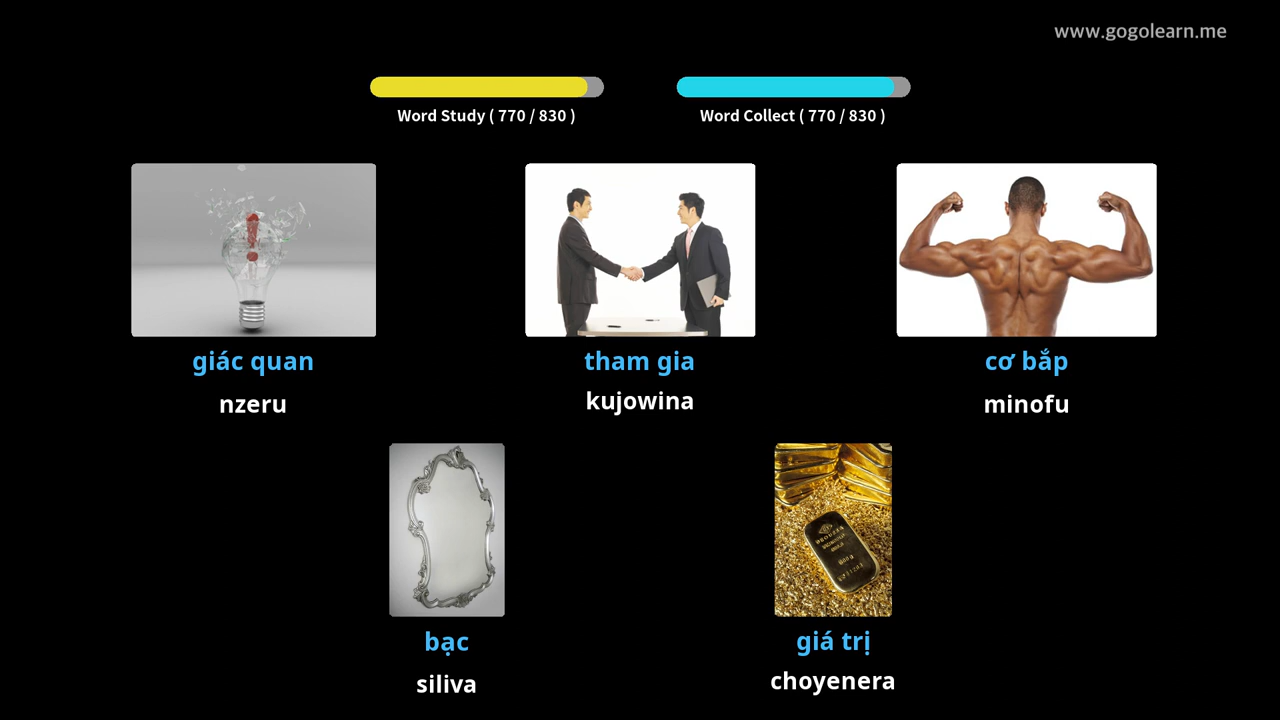 www.gogolearn.me
Word Study ( 770 / 830 )
Word Collect ( 770 / 830 )
giác quan
tham gia
cơ bắp
nzeru
kujowina
minofu
bạc
giá trị
siliva
choyenera